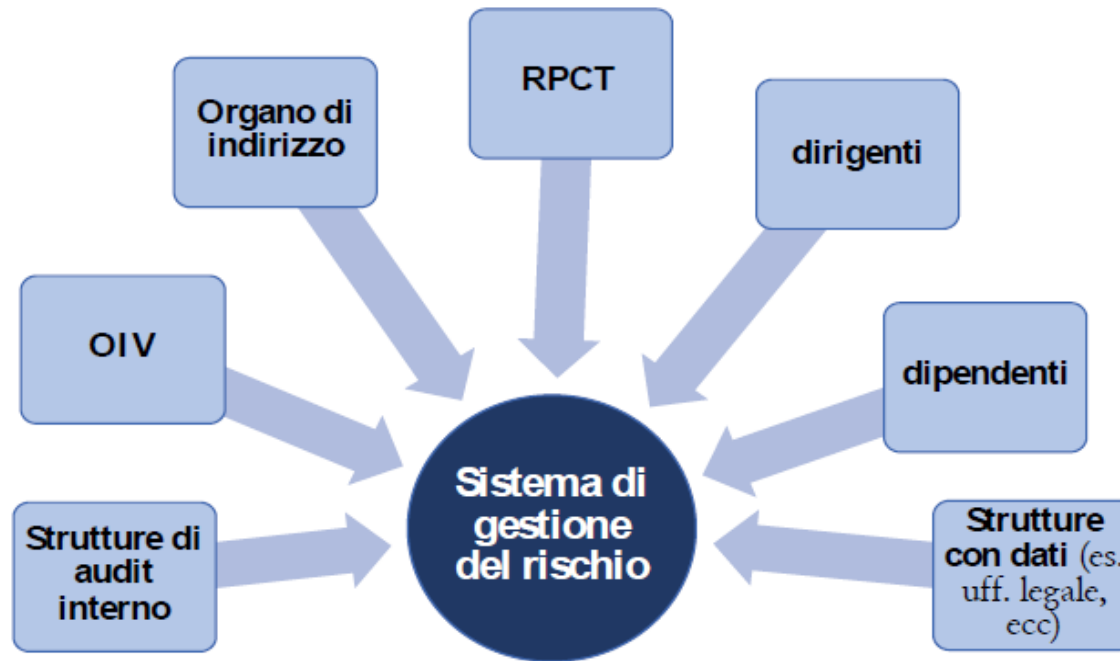 RPCT
Organo di
indirizzo
dirigenti
OIV
dipendenti
Sistema di
gestione
del rischio
Strutture di
audit
interno
Strutture
con dati (es.
uff. legale,
ecc)